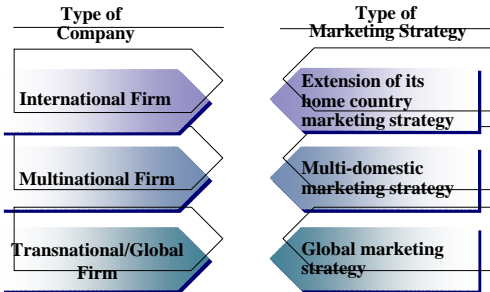 Type of
Company
Type of
Marketing Strategy
International Firm
Extension of its
home country
marketing strategy
Multinational Firm
Multi-domestic
marketing strategy
Transnational/Global
Firm
Global marketing
strategy